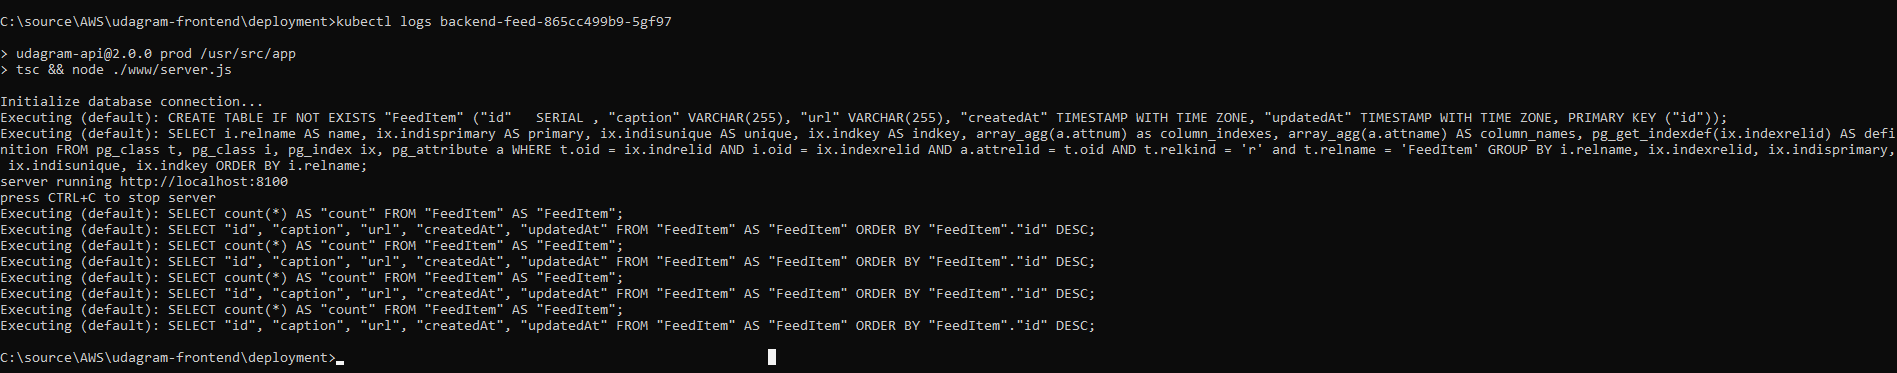 C:\source\AWS\udagram-frontend\deployment>kubectl logs backend-feed-865cc499b9-5gf97
> udagram-api@2.0.0 prod /usr/src/app
> tsc && node ./www/server.js
Initialize database connection...
Executing (default): CREATE TABLE IF NOT EXISTS "FeedItem" ("id"   SERIAL , "caption" VARCHAR(255), "url" VARCHAR(255), "createdAt" TIMESTAMP WITH TIME ZONE, "updatedAt" TIMESTAMP WITH TIME ZONE, PRIMARY KEY ("id"));
Executing (default): SELECT i.relname AS name, ix.indisprimary AS primary, ix.indisunique AS unique, ix.indkey AS indkey, array_agg(a.attnum) as column_indexes, array_agg(a.attname) AS column_names, pg_get_indexdef(ix.indexrelid) AS defi
nition FROM pg_class t, pg_class i, pg_index ix, pg_attribute a WHERE t.oid = ix.indrelid AND i.oid = ix.indexrelid AND a.attrelid = t.oid AND t.relkind = 'r' and t.relname = 'FeedItem' GROUP BY i.relname, ix.indexrelid, ix.indisprimary,
 ix.indisunique, ix.indkey ORDER BY i.relname;
server running http://localhost:8100
press CTRL+C to stop server
Executing (default): SELECT count(*) AS "count" FROM "FeedItem" AS "FeedItem";
Executing (default): SELECT "id", "caption", "url", "createdAt", "updatedAt" FROM "FeedItem" AS "FeedItem" ORDER BY "FeedItem"."id" DESC;
Executing (default): SELECT count(*) AS "count" FROM "FeedItem" AS "FeedItem";
Executing (default): SELECT "id", "caption", "url", "createdAt", "updatedAt" FROM "FeedItem" AS "FeedItem" ORDER BY "FeedItem"."id" DESC;
Executing (default): SELECT count(*) AS "count" FROM "FeedItem" AS "FeedItem";
Executing (default): SELECT "id", "caption", "url", "createdAt", "updatedAt" FROM "FeedItem" AS "FeedItem" ORDER BY "FeedItem"."id" DESC;
Executing (default): SELECT count(*) AS "count" FROM "FeedItem" AS "FeedItem";
Executing (default): SELECT "id", "caption", "url", "createdAt", "updatedAt" FROM "FeedItem" AS "FeedItem" ORDER BY "FeedItem"."id" DESC;
C:\source\AWS\udagram-frontend\deployment>